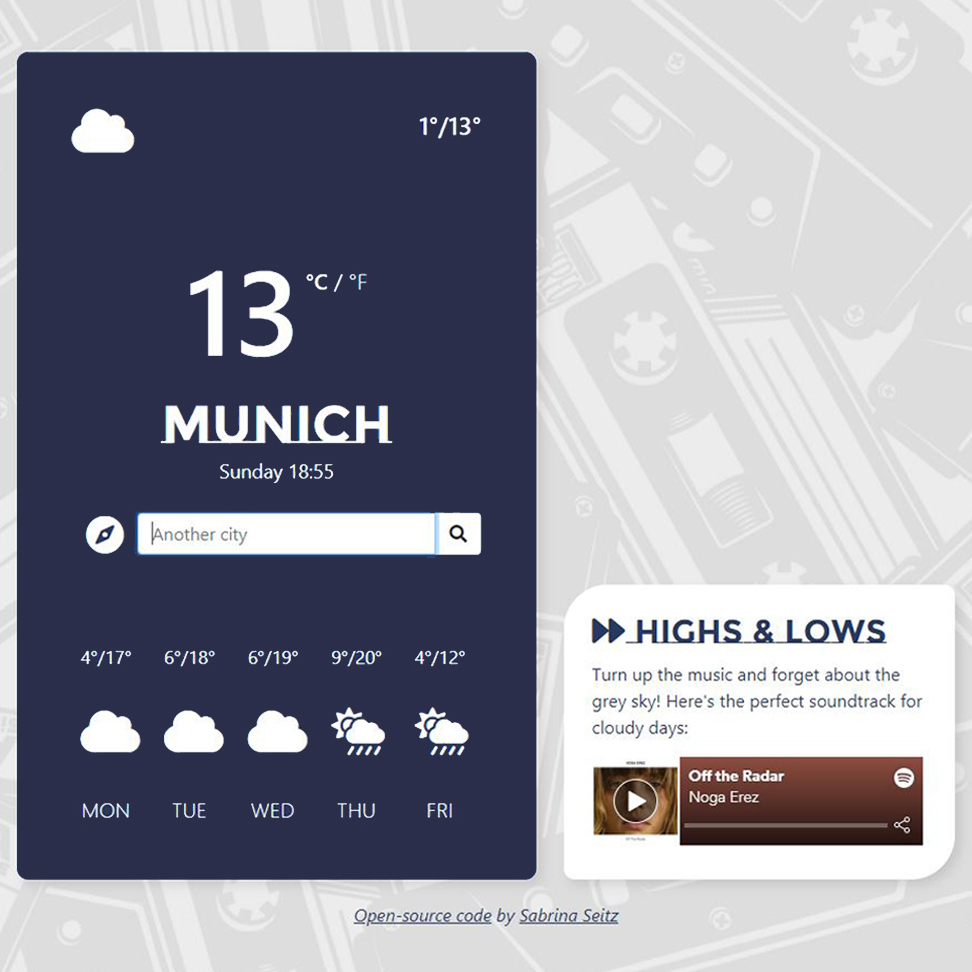 1°/13°
13 °C / °F
MUNICH
Sunday 18:55
Another city
4°/17° 6°/18° 6°/19° 9°/20° 4°/12°
MON TUE WED THU FRI
HIGHS & LOWS
Turn up the music and forget about the
grey sky! Here's the perfect soundtrack for
cloudy days:
NOGA EREZ
Off the Radar
Noga Erez
Open-source code by Sabrina Seitz